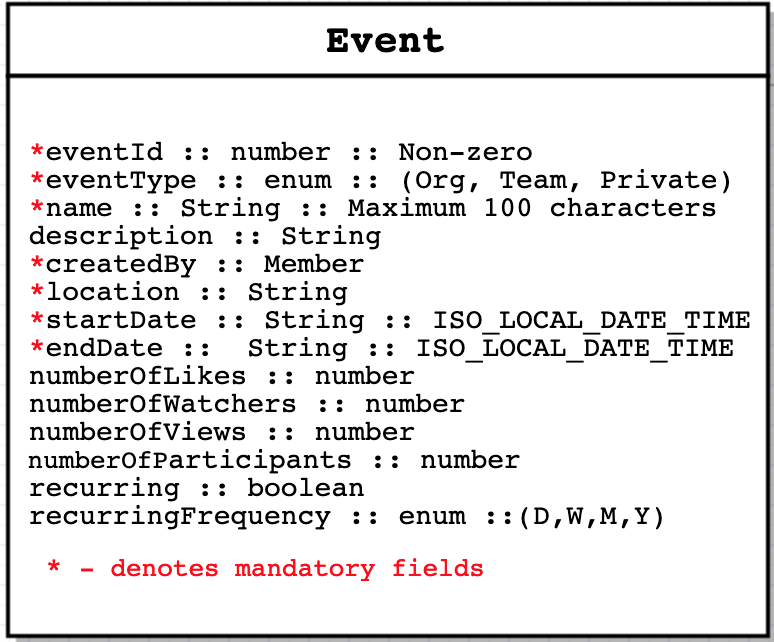 Event
*eventId :: number :: Non-zero
*eventType :: enum :: (Org, Team, Private)
*name :: String :: Maximum 100 characters
description :: String
*createdBy :: Member
*location :: String
*startDate :: String :: ISO_LOCAL_DATE_TIME
*endDate ::  String :: ISO_LOCAL_DATE_TIME
numberOfLikes :: number
numberOfWatchers :: number
numberOfViews :: number
numberOfParticipants :: number
recurring :: boolean
recurringFrequency :: enum ::(D,W,M,Y)
* - denotes mandatory fields